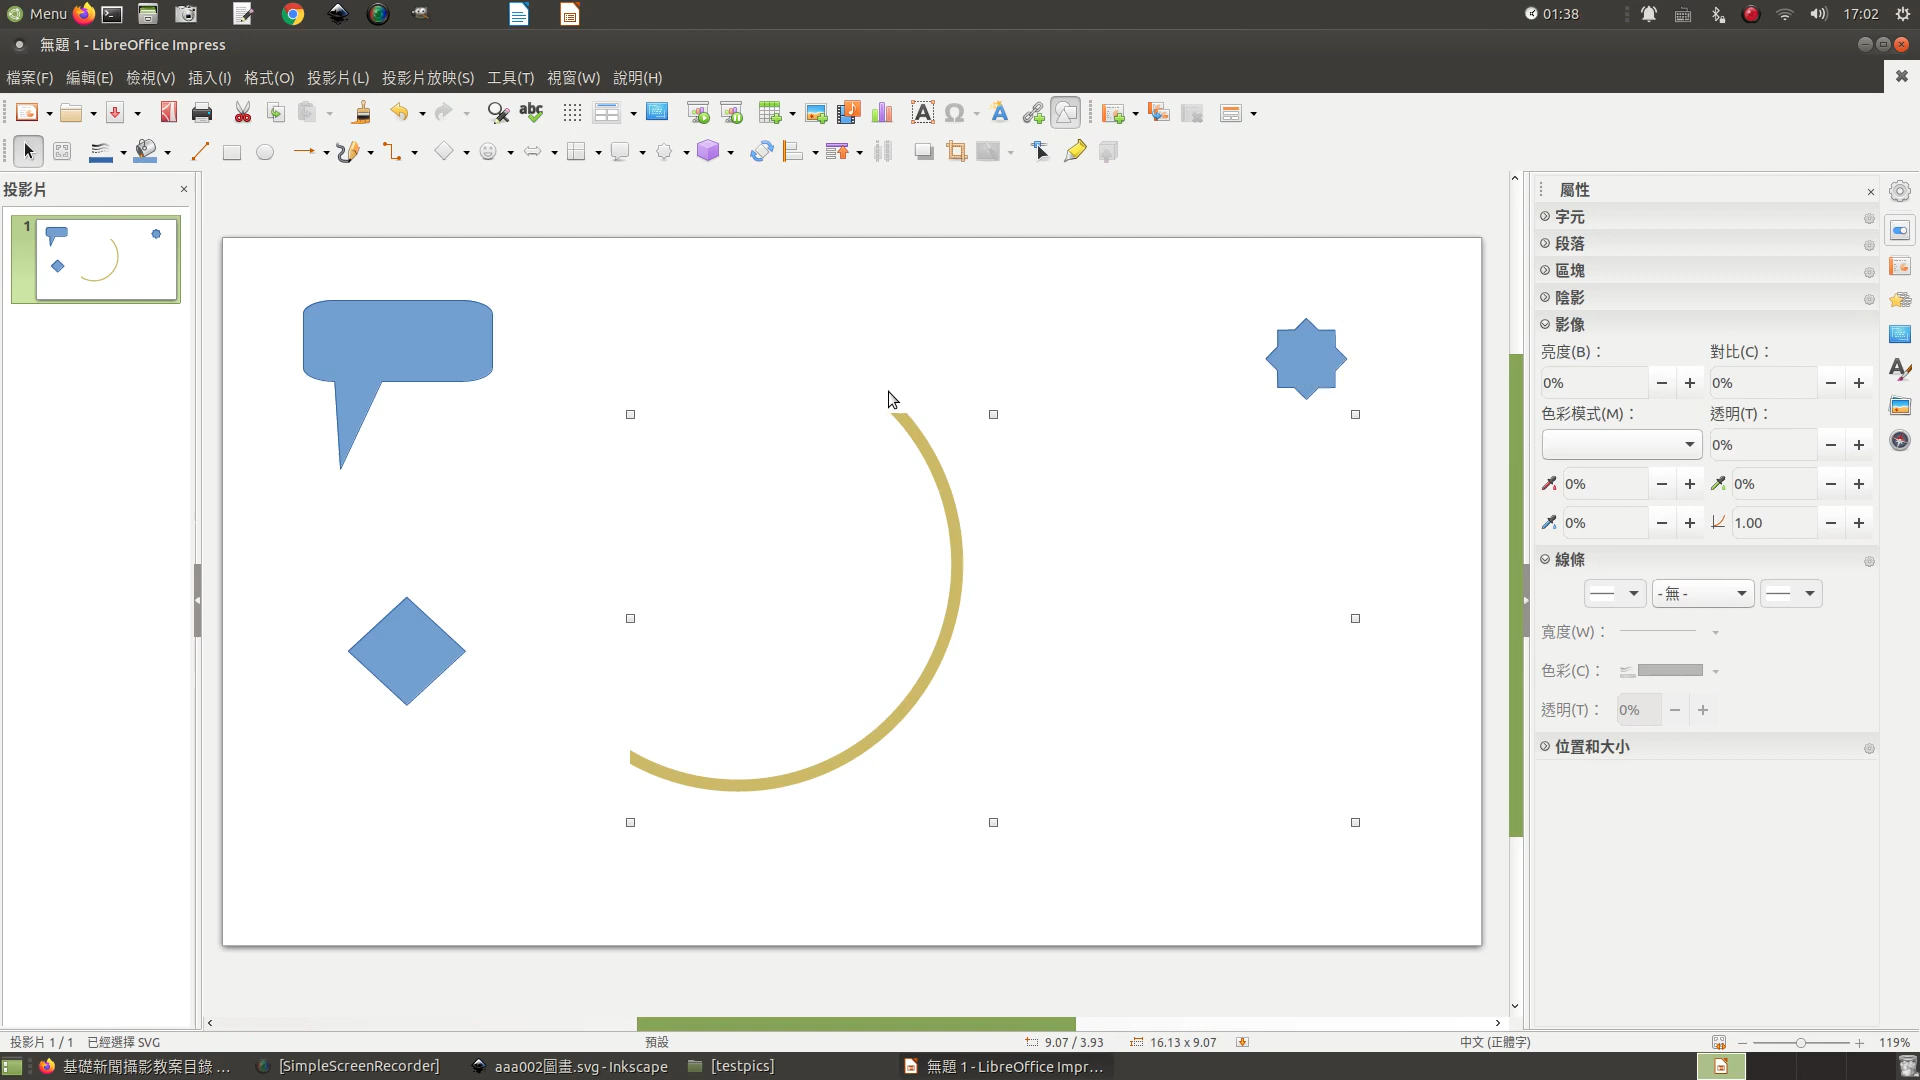 Menu
01:38
17:02
無題 1 - LibreOffice Impress
檔案(F) 編輯(E) 檢視(V) 插入(I) 格式(O) 投影片(L) 投影片放映(S) 工具(T) 視窗(W) 說明(H)
abc
A Ω A
投影片
1
屬性
字元
段落
區塊
陰影
影像
亮度(B)： 對比(C)：
0% 0%
色彩模式(M)： 透明(T)：
0%
0% 0%
0% 1.00
線條
- 無 -
寬度(W)：
色彩(C)：
透明(T)： 0%
位置和大小
投影片 1 / 1 已經選擇 SVG 預設 9.07 / 3.93 16.13 x 9.07 中文 (正體字) 119%
基礎新聞攝影教案目錄 ... [SimpleScreenRecorder] aaa002圖畫.svg - Inkscape [testpics] 無題 1 - LibreOffice Impr...